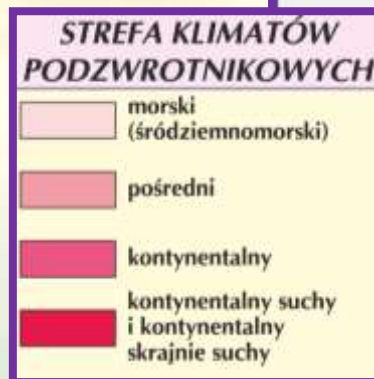 STREFA KLIMATÓW
PODZWROTNIKOWYCH
morski
(śródziemnomorski)
pośredni
kontynentalny
kontynentalny suchy
i kontynentalny
skrajnie suchy